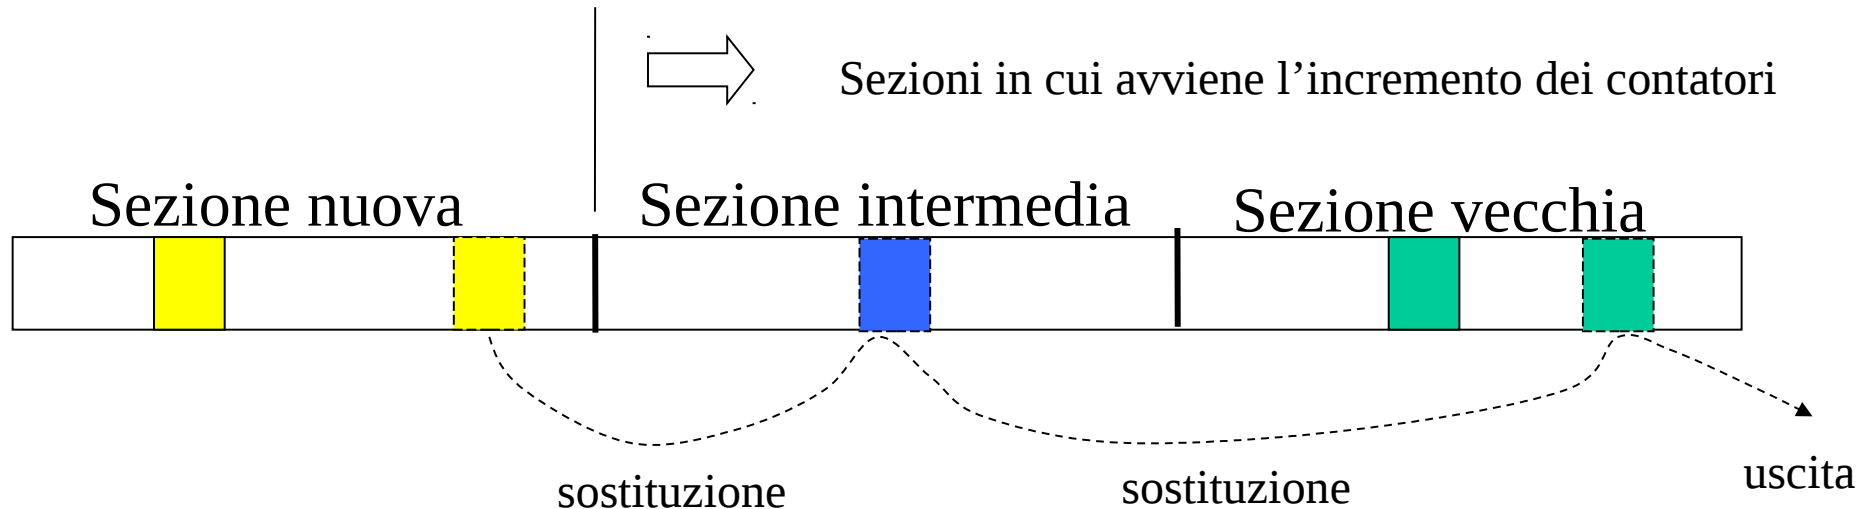 Sezioni in cui avviene l’incremento dei contatori
Sezione nuova
Sezione intermedia
Sezione vecchia
sostituzione
sostituzione
uscita